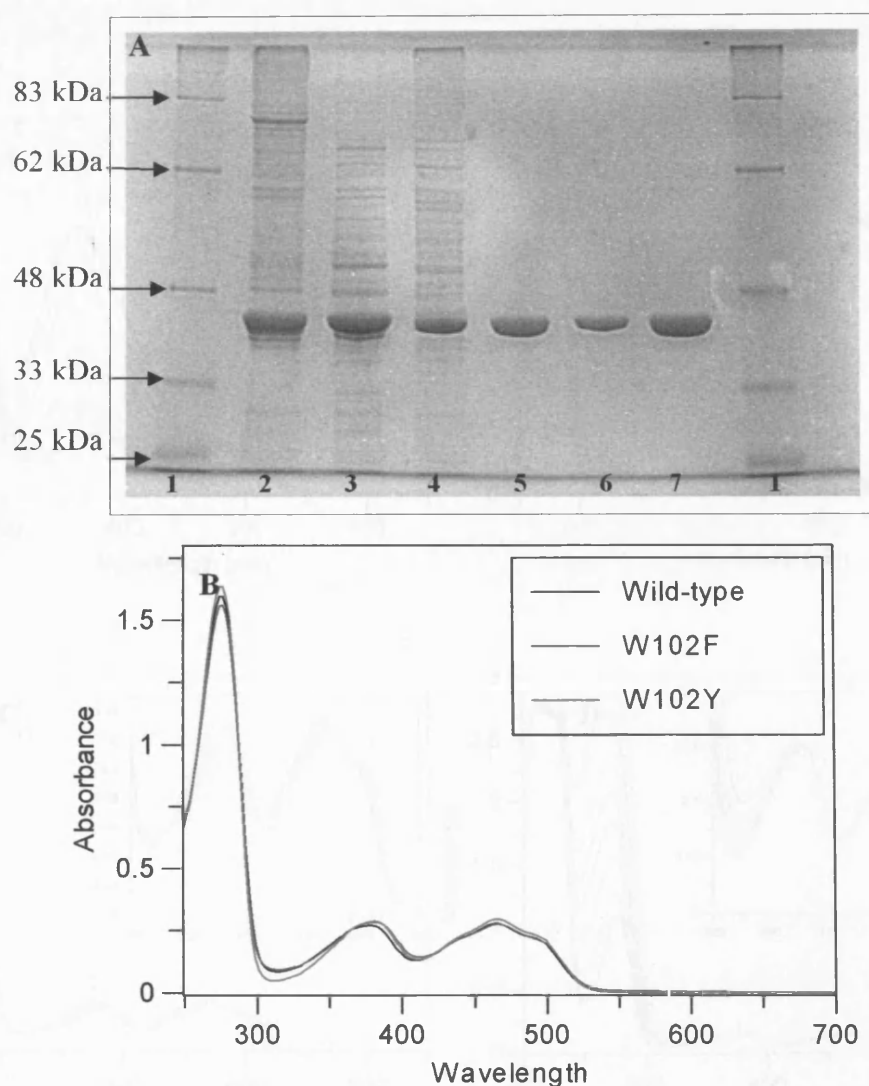 A
83 kDa
62 kDa
48 kDa
33 kDa
25 kDa
1 2 3 4 5 6 7 1
B
Wild-type
W102F
W102Y
1.5
1
0.5
0
Absorbance
300 400 500 600 700
Wavelength